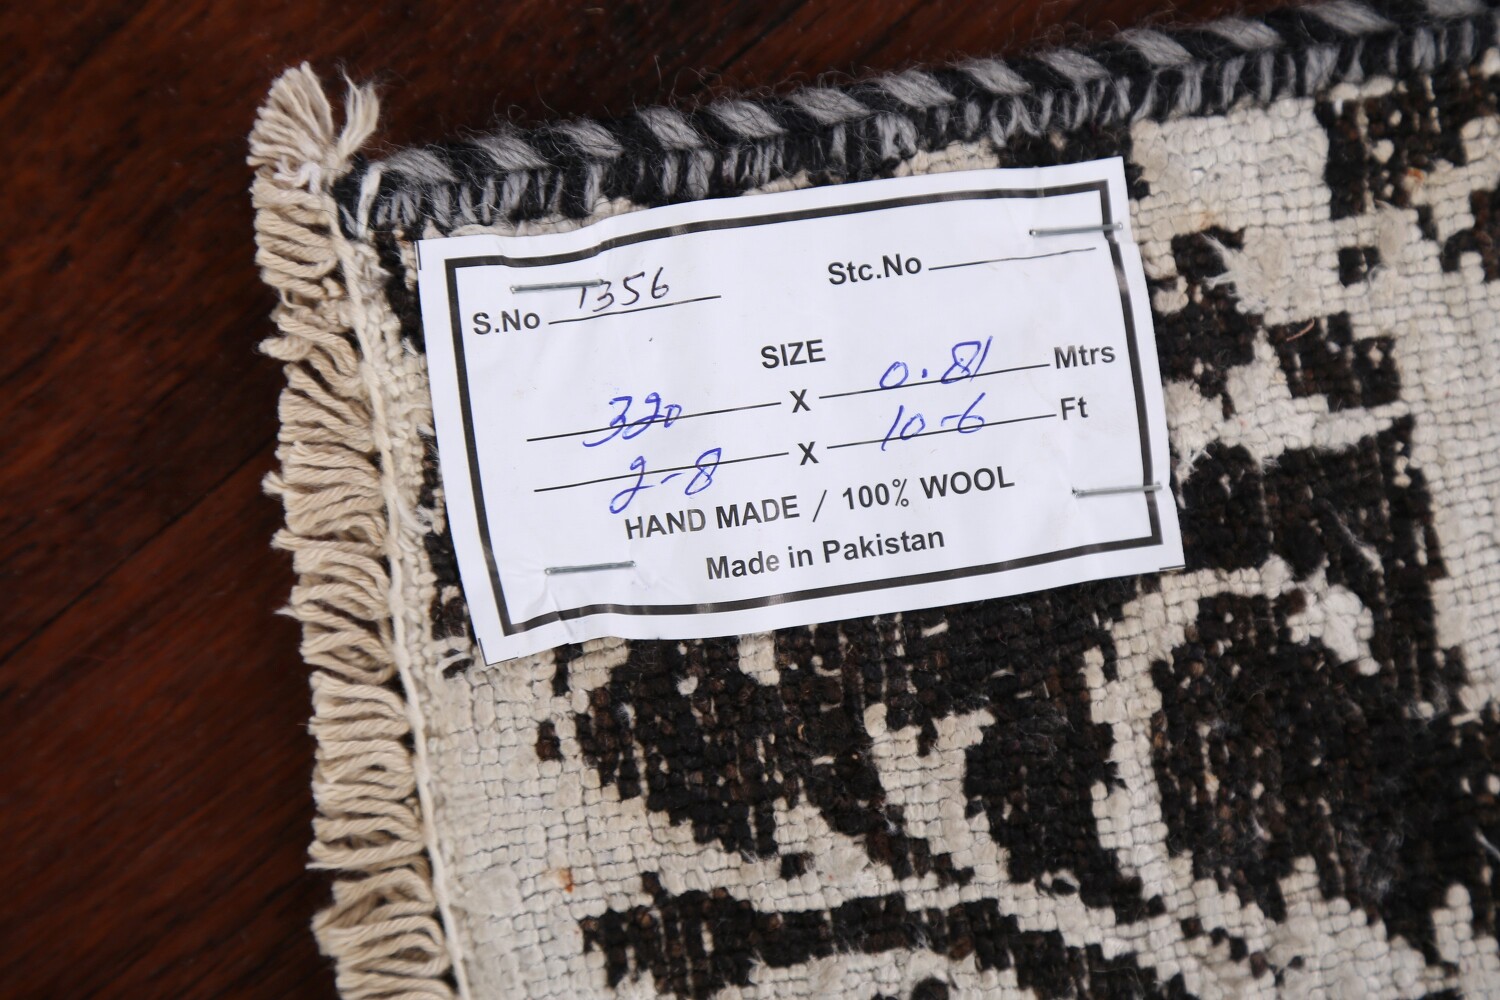 S.No 1356 Stc.No
SIZE
320 X 0.81 Mtrs
2-8 X 10-6 Ft
HAND MADE / 100% WOOL
Made in Pakistan